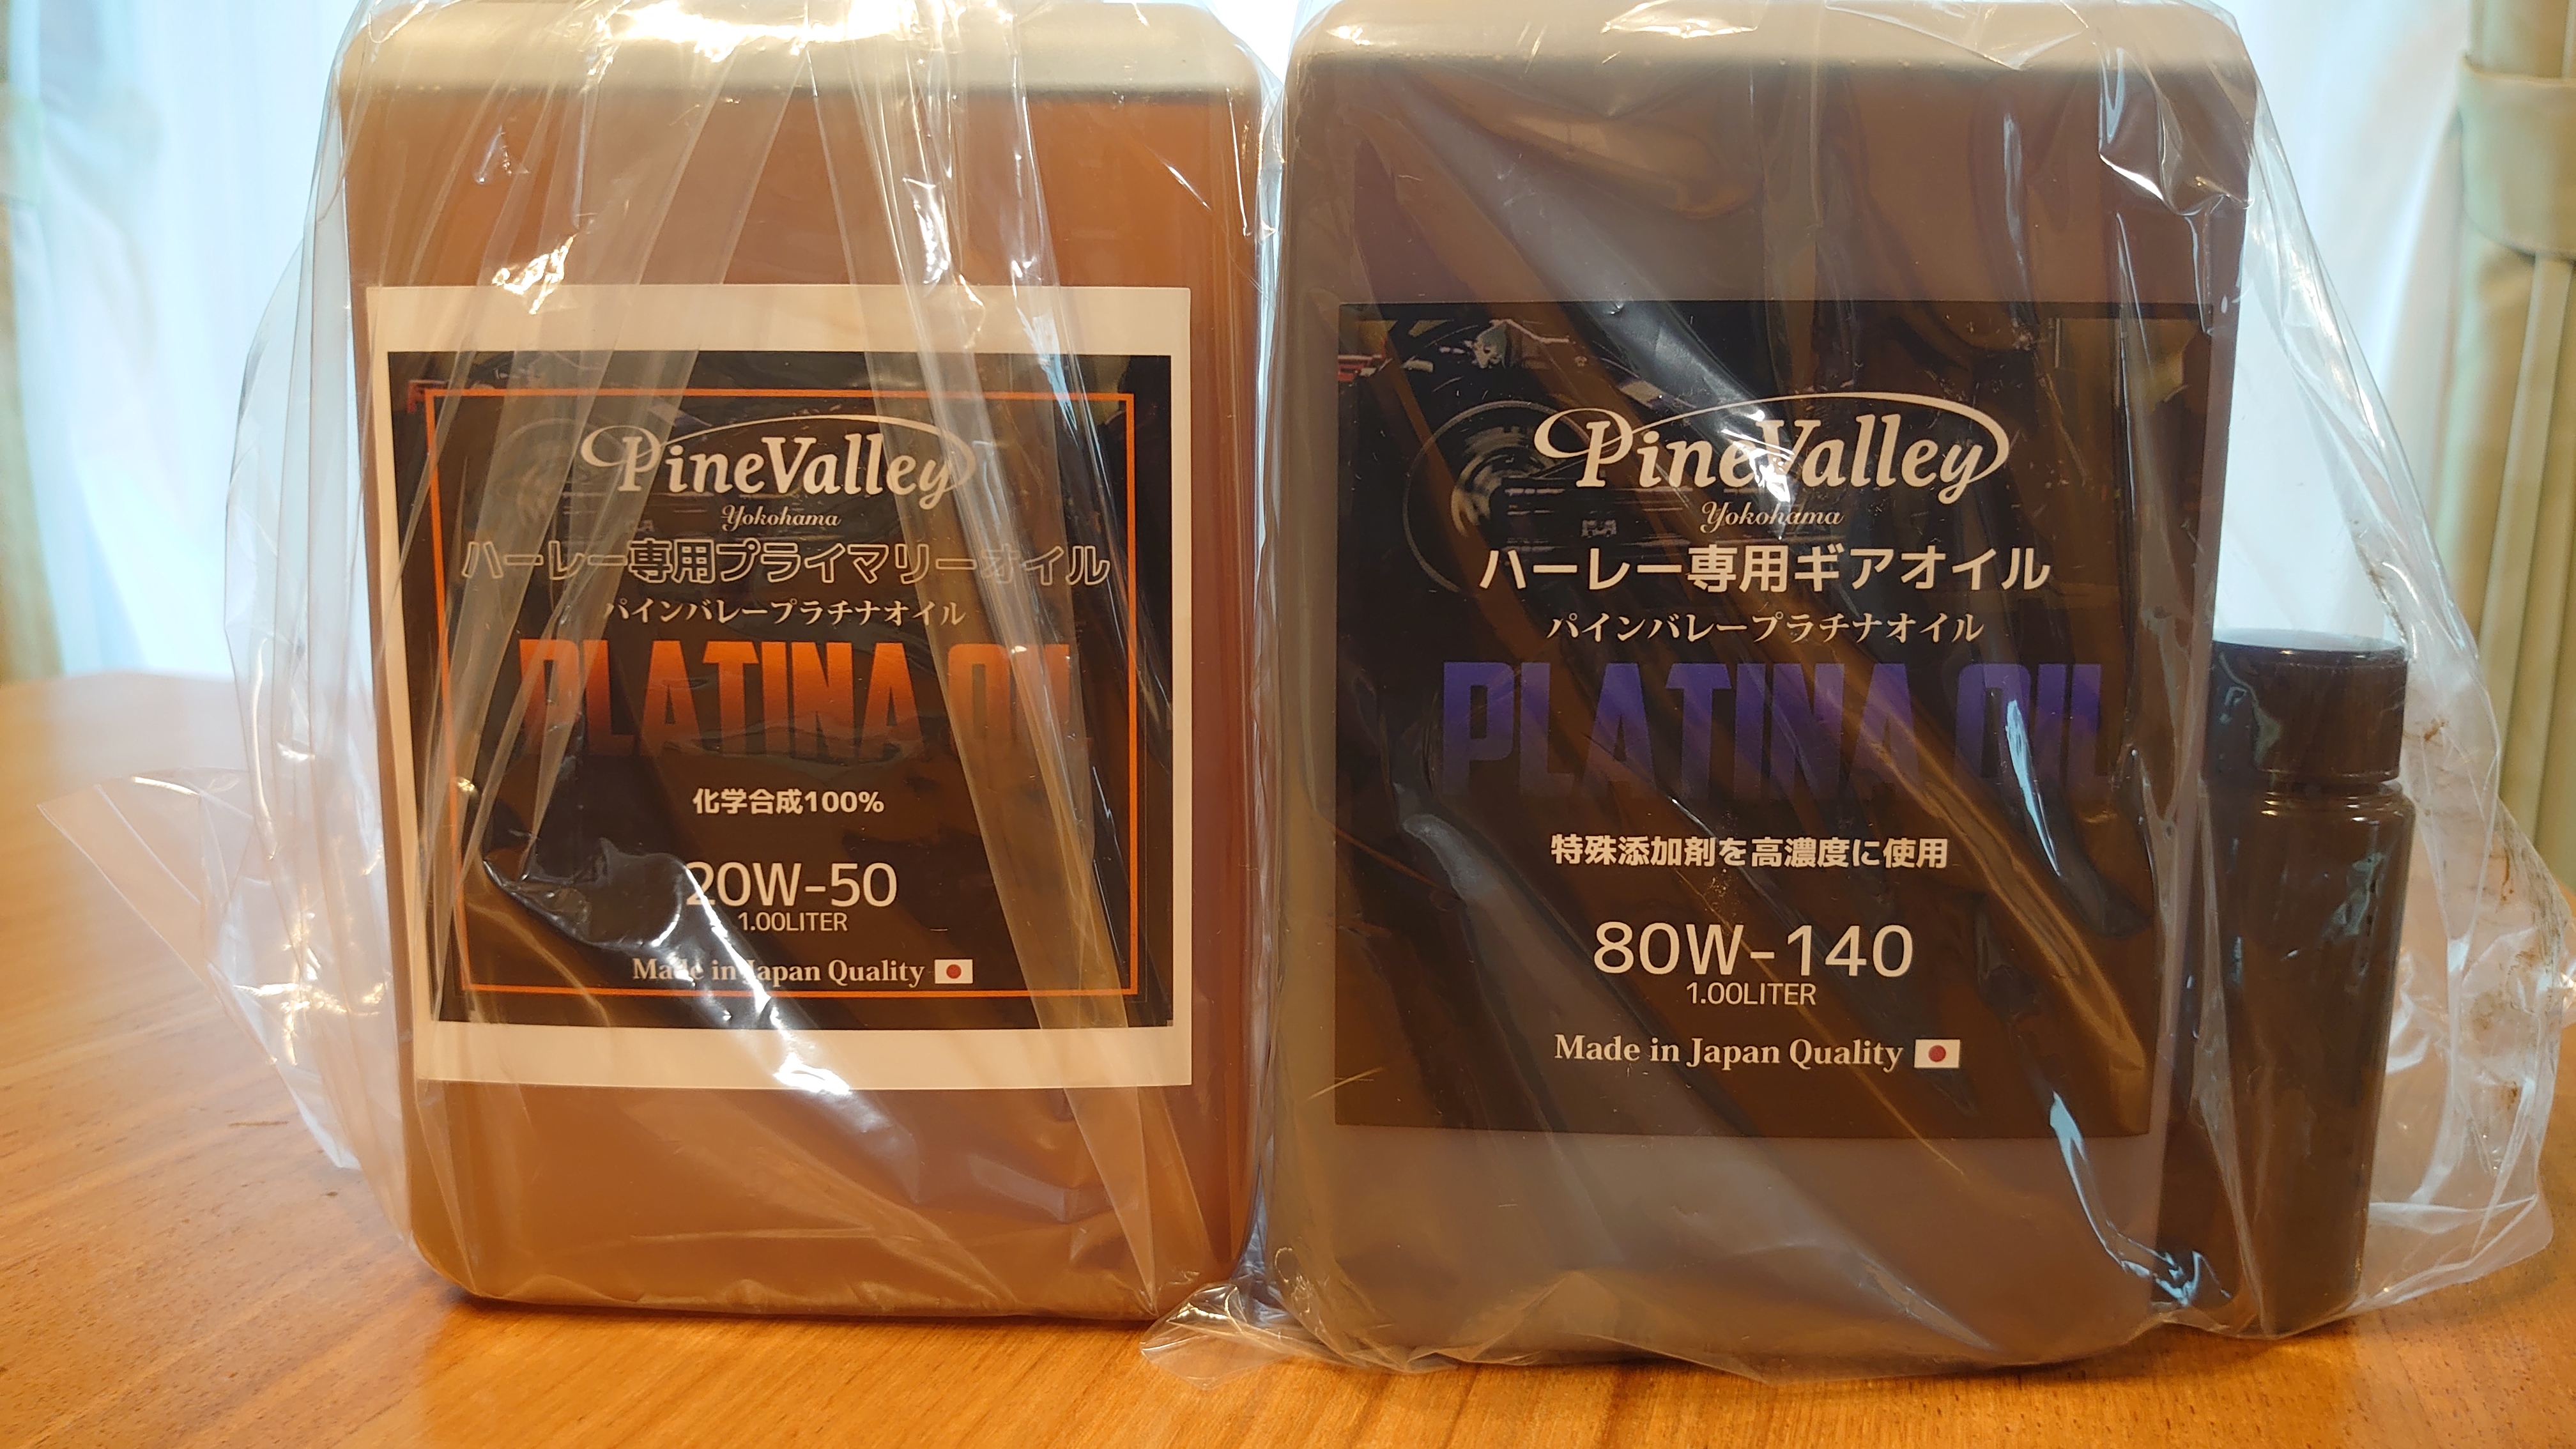 PineValley
Yokohama
ハーレー専用プライマリーオイル
パインバレープラチナオイル
PLATINA OIL
化学合成100%
20W-50
1.00LITER
Made in Japan Quality
PineValley
Yokohama
ハーレー専用ギアオイル
パインバレープラチナオイル
PLATINA OIL
特殊添加剤を高濃度に使用
80W-140
1.00LITER
Made in Japan Quality